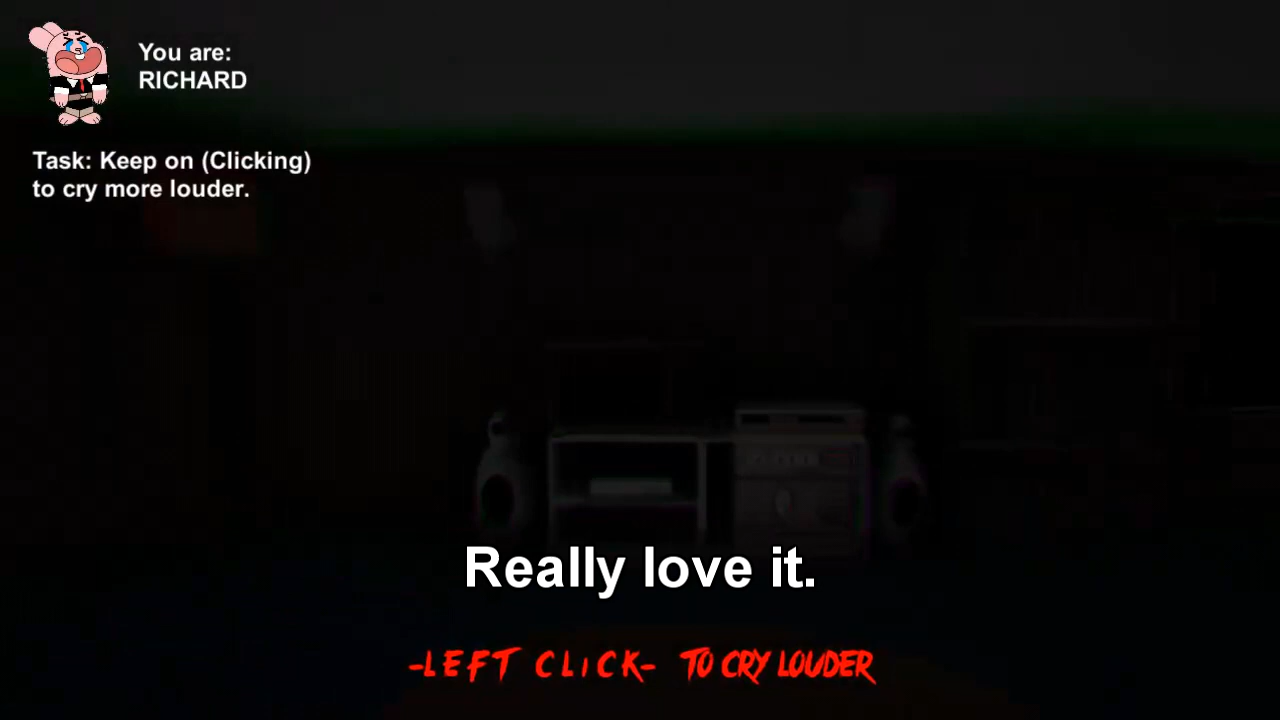 You are:
RICHARD
Task: Keep on (Clicking)
to cry more louder.
Really love it.
-LEFT CLICK- TO CRY LOUDER